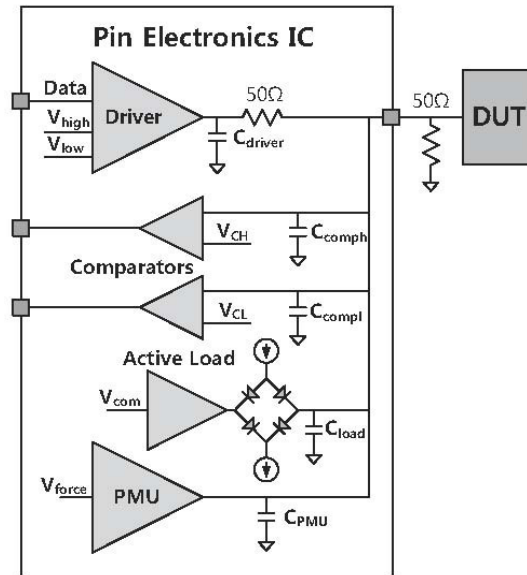 Pin Electronics IC
Data
Vhigh
Vlow
Driver
50Ω
Cdriver
50Ω
DUT
VCH
Ccomph
Comparators
VCL
Ccompl
Active Load
Vcom
Cload
Vforce
PMU
CPMU